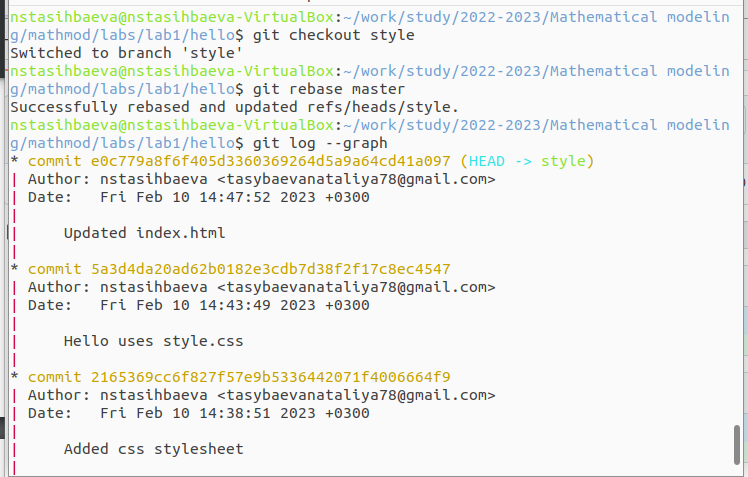 nstasihbaeva@nstasihbaeva-VirtualBox:~/work/study/2022-2023/Mathematical modelin
g/mathmod/labs/lab1/hello$ git checkout style
Switched to branch 'style'
nstasihbaeva@nstasihbaeva-VirtualBox:~/work/study/2022-2023/Mathematical modelin
g/mathmod/labs/lab1/hello$ git rebase master
Successfully rebased and updated refs/heads/style.
nstasihbaeva@nstasihbaeva-VirtualBox:~/work/study/2022-2023/Mathematical modelin
g/mathmod/labs/lab1/hello$ git log --graph
* commit e0c779a8f6f405d3360369264d5a9a64cd41a097 (HEAD -> style)
| Author: nstasihbaeva <tasybaevanataliya78@gmail.com>
| Date:   Fri Feb 10 14:47:52 2023 +0300
|
|     Updated index.html
|
* commit 5a3d4da20ad62b0182e3cdb7d38f2f17c8ec4547
| Author: nstasihbaeva <tasybaevanataliya78@gmail.com>
| Date:   Fri Feb 10 14:43:49 2023 +0300
|
|     Hello uses style.css
|
* commit 2165369cc6f827f57e9b5336442071f4006664f9
| Author: nstasihbaeva <tasybaevanataliya78@gmail.com>
| Date:   Fri Feb 10 14:38:51 2023 +0300
|
|     Added css stylesheet
|